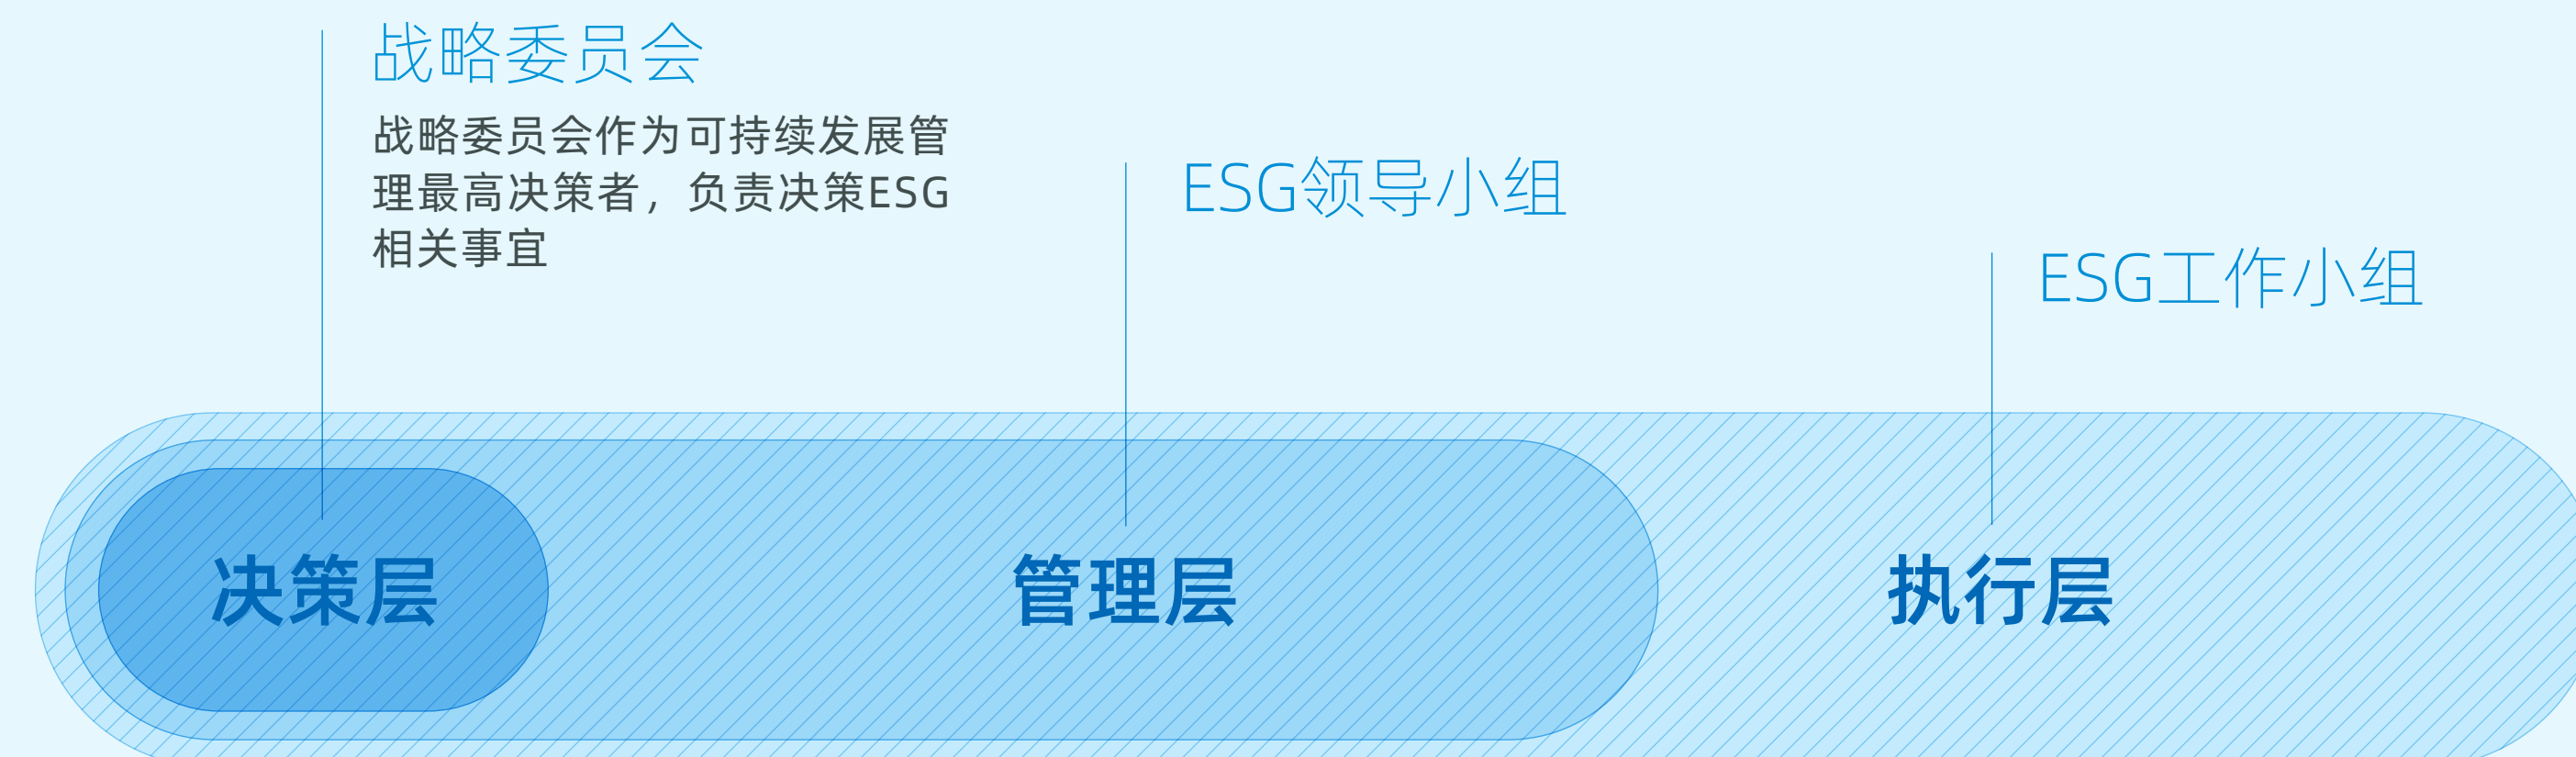 战略委员会
战略委员会作为可持续发展管
理最高决策者，负责决策ESG
相关事宜
ESG领导小组
ESG工作小组
决策层
管理层
执行层